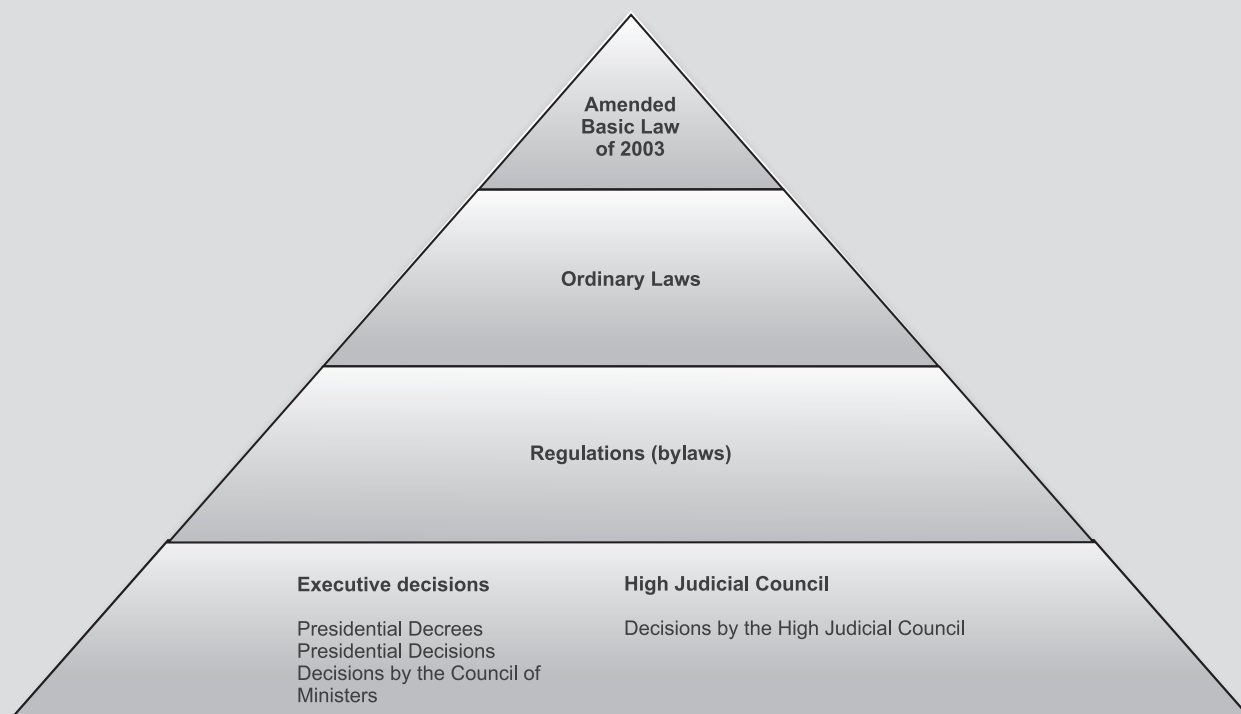 Amended
Basic Law
of 2003
Ordinary Laws
Regulations (bylaws)
Executive decisions
Presidential Decrees
Presidential Decisions
Decisions by the Council of
Ministers
High Judicial Council
Decisions by the High Judicial Council